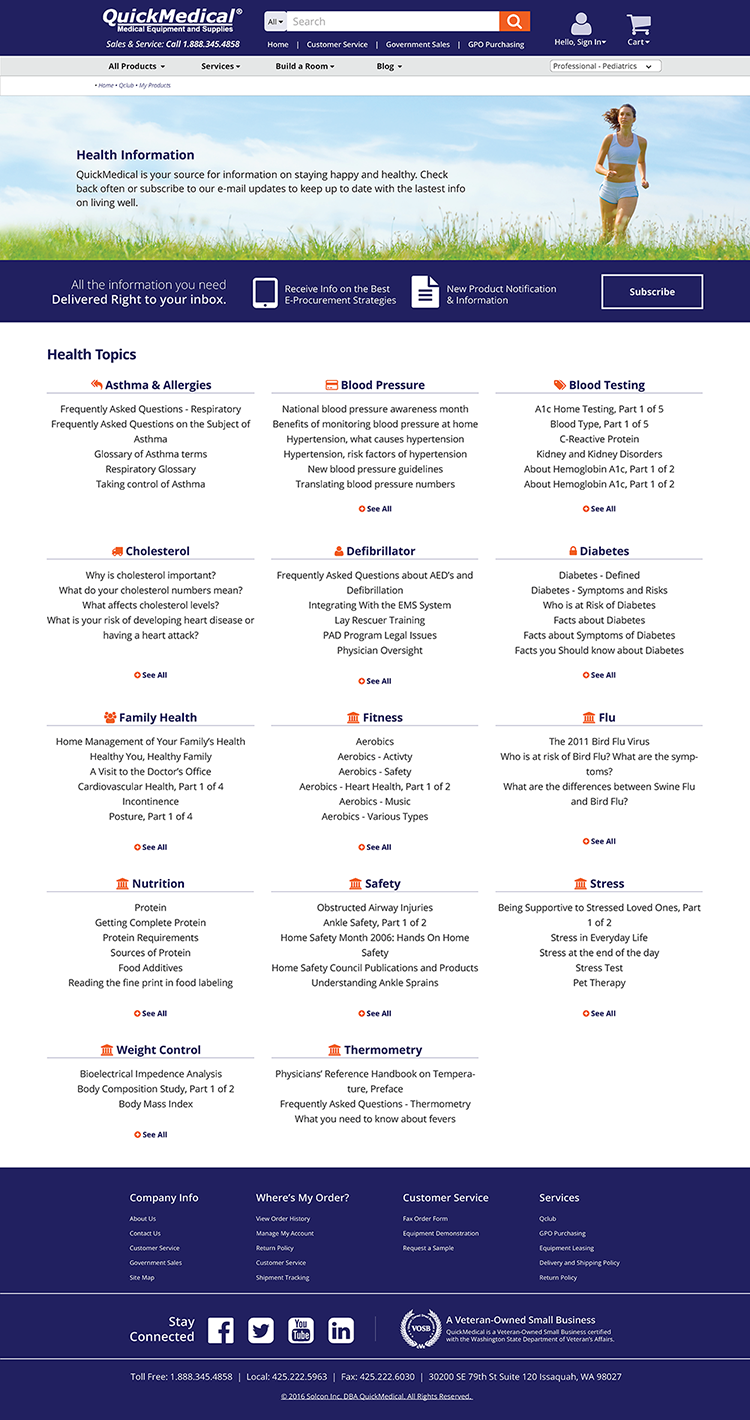 QuickMedical®
Medical Equipment and Supplies
Sales & Service: Call 1.888.345.4858
All
Search
Home | Customer Service | Government Sales | GPO Purchasing
Hello, Sign In
Cart
All Products
Services
Build a Room
Blog
Professional - Pediatrics
• Home • Qclub • My Products
Health Information
QuickMedical is your source for information on staying happy and healthy. Check
back often or subscribe to our e-mail updates to keep up to date with the lastest info
on living well.
All the information you need
Delivered Right to your inbox.
Receive Info on the Best
E-Procurement Strategies
New Product Notification
& Information
Subscribe
Health Topics
Asthma & Allergies
Frequently Asked Questions - Respiratory
Frequently Asked Questions on the Subject of
Asthma
Glossary of Asthma terms
Respiratory Glossary
Taking control of Asthma
Blood Pressure
National blood pressure awareness month
Benefits of monitoring blood pressure at home
Hypertension, what causes hypertension
Hypertension, risk factors of hypertension
New blood pressure guidelines
Translating blood pressure numbers
See All
Blood Testing
A1c Home Testing, Part 1 of 5
Blood Type, Part 1 of 5
C-Reactive Protein
Kidney and Kidney Disorders
About Hemoglobin A1c, Part 1 of 2
About Hemoglobin A1c, Part 1 of 2
See All
Cholesterol
Why is cholesterol important?
What do your cholesterol numbers mean?
What affects cholesterol levels?
What is your risk of developing heart disease or
having a heart attack?
See All
Defibrillator
Frequently Asked Questions about AED's and
Defibrillation
Integrating With the EMS System
Lay Rescuer Training
PAD Program Legal Issues
Physician Oversight
See All
Diabetes
Diabetes - Defined
Diabetes - Symptoms and Risks
Who is at Risk of Diabetes
Facts about Diabetes
Facts about Symptoms of Diabetes
Facts you Should know about Diabetes
See All
Family Health
Home Management of Your Family's Health
Healthy You, Healthy Family
A Visit to the Doctor's Office
Cardiovascular Health, Part 1 of 4
Incontinence
Posture, Part 1 of 4
See All
Fitness
Aerobics
Aerobics - Activty
Aerobics - Safety
Aerobics - Heart Health, Part 1 of 2
Aerobics - Music
Aerobics - Various Types
See All
Flu
The 2011 Bird Flu Virus
Who is at risk of Bird Flu? What are the symp-
toms?
What are the differences between Swine Flu
and Bird Flu?
See All
Nutrition
Protein
Getting Complete Protein
Protein Requirements
Sources of Protein
Food Additives
Reading the fine print in food labeling
See All
Safety
Obstructed Airway Injuries
Ankle Safety, Part 1 of 2
Home Safety Month 2006: Hands On Home
Safety
Home Safety Council Publications and Products
Understanding Ankle Sprains
See All
Stress
Being Supportive to Stressed Loved Ones, Part
1 of 2
Stress in Everyday Life
Stress at the end of the day
Stress Test
Pet Therapy
See All
Weight Control
Bioelectrical Impedence Analysis
Body Composition Study, Part 1 of 2
Body Mass Index
See All
Thermometry
Physicians' Reference Handbook on Tempera-
ture, Preface
Frequently Asked Questions - Thermometry
What you need to know about fevers
Company Info
About Us
Contact Us
Customer Service
Government Sales
Site Map
Where's My Order?
View Order History
Manage My Account
Return Policy
Customer Service
Shipment Tracking
Customer Service
Fax Order Form
Equipment Demonstration
Request a Sample
Services
Qclub
GPO Purchasing
Equipment Leasing
Delivery and Shipping Policy
Return Policy
Stay
Connected
You
Tube
in
VOSB
A Veteran-Owned Small Business
QuickMedical is a Veteran-Owned Small Business certified
with the Washington State Department of Veteran's Affairs.
Toll Free: 1.888.345.4858 | Local: 425.222.5963 | Fax: 425.222.6030 | 30200 SE 79th St Suite 120 Issaquah, WA 98027
© 2016 Solcon Inc. DBA QuickMedical. All Rights Reserved.